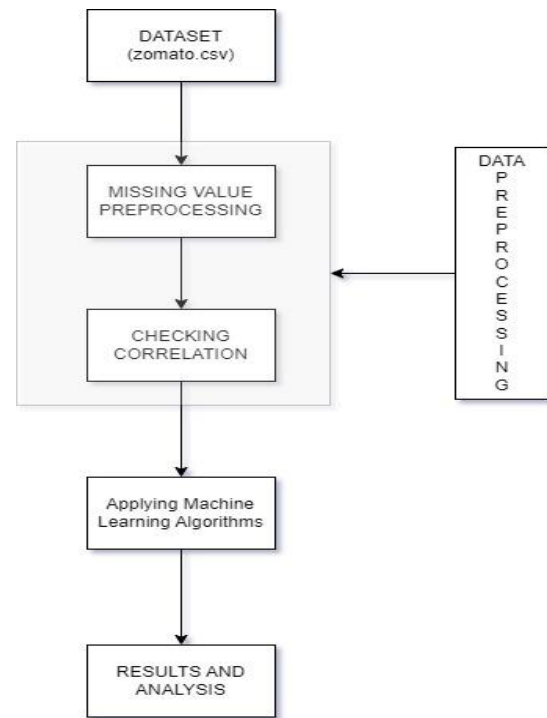 DATASET
(zomato.csv)
MISSING VALUE
PREPROCESSING
CHECKING
CORRELATION
DATA
P
R
E
P
R
O
C
E
S
S
I
N
G
Applying Machine
Learning Algorithms
RESULTS AND
ANALYSIS